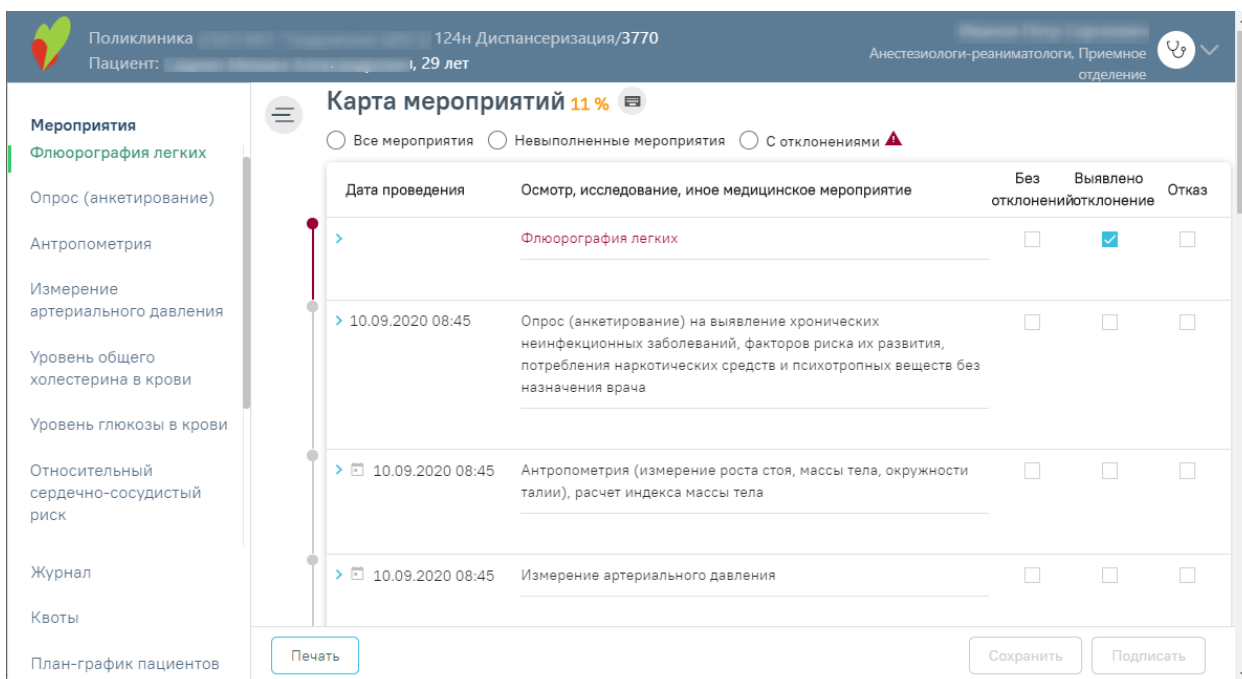 Поликлиника 124н Диспансеризация/3770
Пациент: , 29 лет
Анестезиологи-реаниматологи, Приемное
отделение
Мероприятия
Флюорография легких
Опрос (анкетирование)
Антропометрия
Измерение
артериального давления
Уровень общего
холестерина в крови
Уровень глюкозы в крови
Относительный
сердечно-сосудистый
риск
Журнал
Квоты
План-график пациентов
Карта мероприятий 11 %
Все мероприятия Невыполненные мероприятия С отклонениями
Дата проведения Осмотр, исследование, иное медицинское мероприятие Без отклонений Выявлено отклонение Отказ
Флюорография легких
10.09.2020 08:45 Опрос (анкетирование) на выявление хронических
неинфекционных заболеваний, факторов риска их развития,
потребления наркотических средств и психотропных веществ без
назначения врача
10.09.2020 08:45 Антропометрия (измерение роста стоя, массы тела, окружности
талии), расчет индекса массы тела
10.09.2020 08:45 Измерение артериального давления
Печать Сохранить Подписать